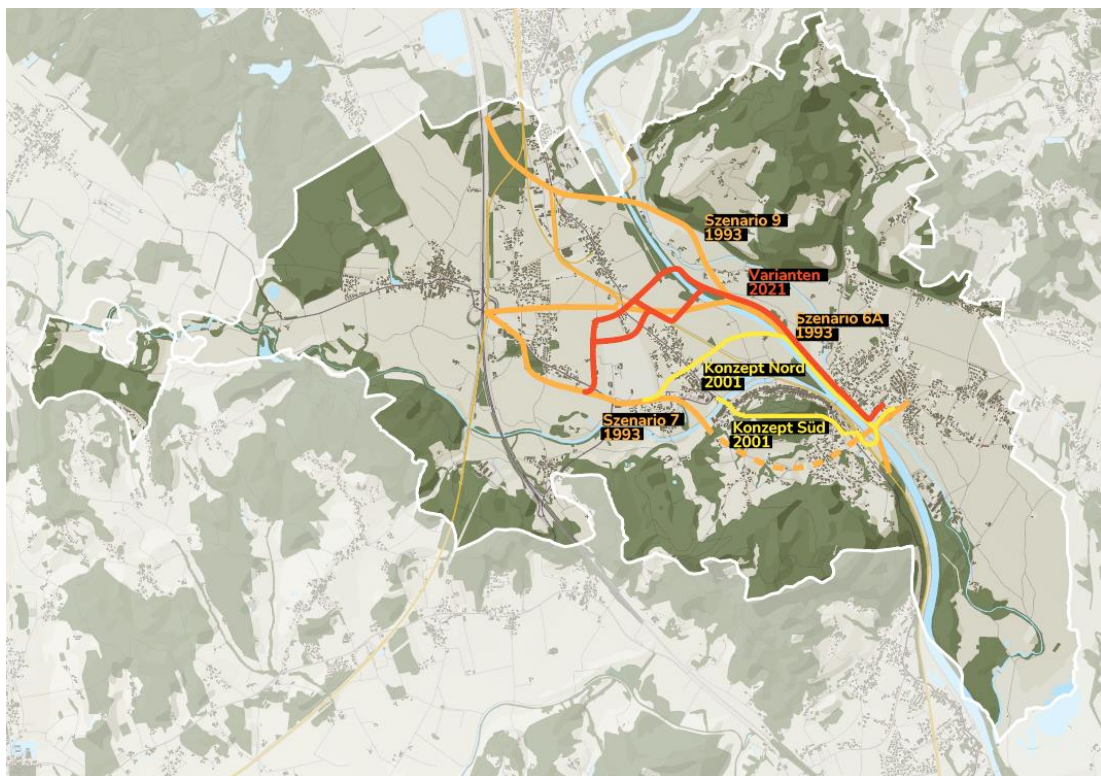 Szenario 9
1993
Varianten
2021
Szenario 6A
1993
Konzept Nord
2001
Szenario 7
1993
Konzept Süd
2001